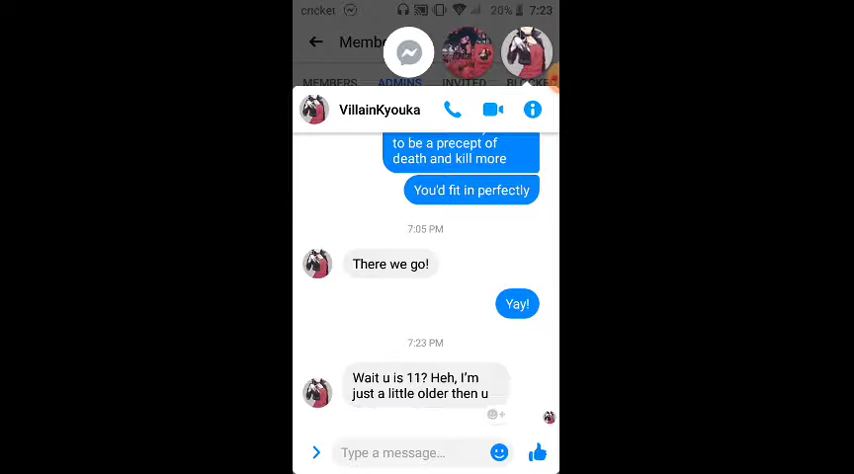 cricket 20% 7:23
Membe
MEMBERS ADMINS INVITED BLOCKE
VillainKyouka
to be a precept of
death and kill more
You'd fit in perfectly
7:05 PM
There we go!
Yay!
7:23 PM
Wait u is 11? Heh, I'm
just a little older then u
Type a message...